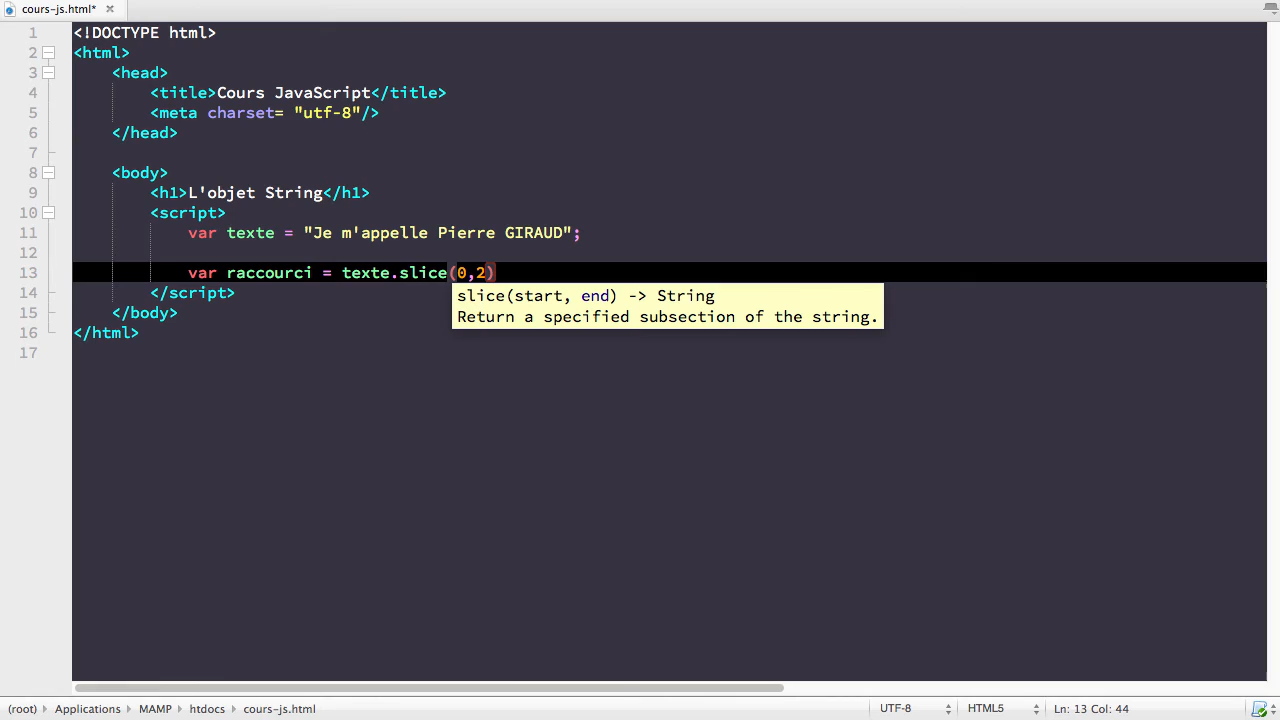 cours-js.html*
1 <!DOCTYPE html>
2 <html>
3 <head>
4 <title>Cours JavaScript</title>
5 <meta charset= "utf-8"/>
6 </head>
7
8 <body>
9 <h1>L'objet String</h1>
10 <script>
11 var texte = "Je m'appelle Pierre GIRAUD";
12
13 var raccourci = texte.slice(0,2)
14 </script>
slice(start, end) -> String
15 </body>
Return a specified subsection of the string.
16 </html>
17
(root) Applications MAMP htdocs cours-js.html UTF-8 HTML5 Ln: 13 Col: 44